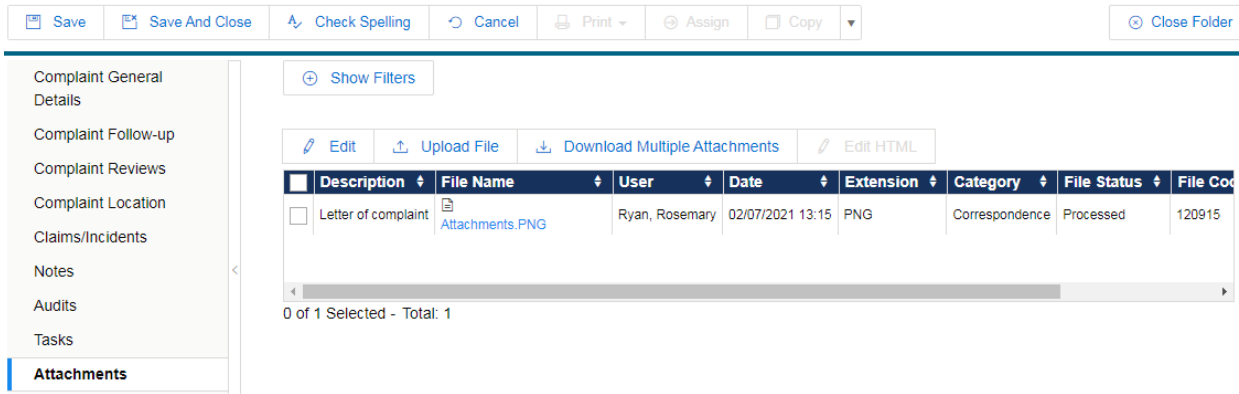 Save Save And Close Check Spelling Cancel Print Assign Copy Close Folder
Complaint General
Details
Complaint Follow-up
Complaint Reviews
Complaint Location
Claims/Incidents
Notes
Audits
Tasks
Attachments
Show Filters
Edit Upload File Download Multiple Attachments Edit HTML
Description File Name User Date Extension Category File Status File Cod
Letter of complaint Attachments.PNG Ryan, Rosemary 02/07/2021 13:15 PNG Correspondence Processed 120915
0 of 1 Selected - Total: 1